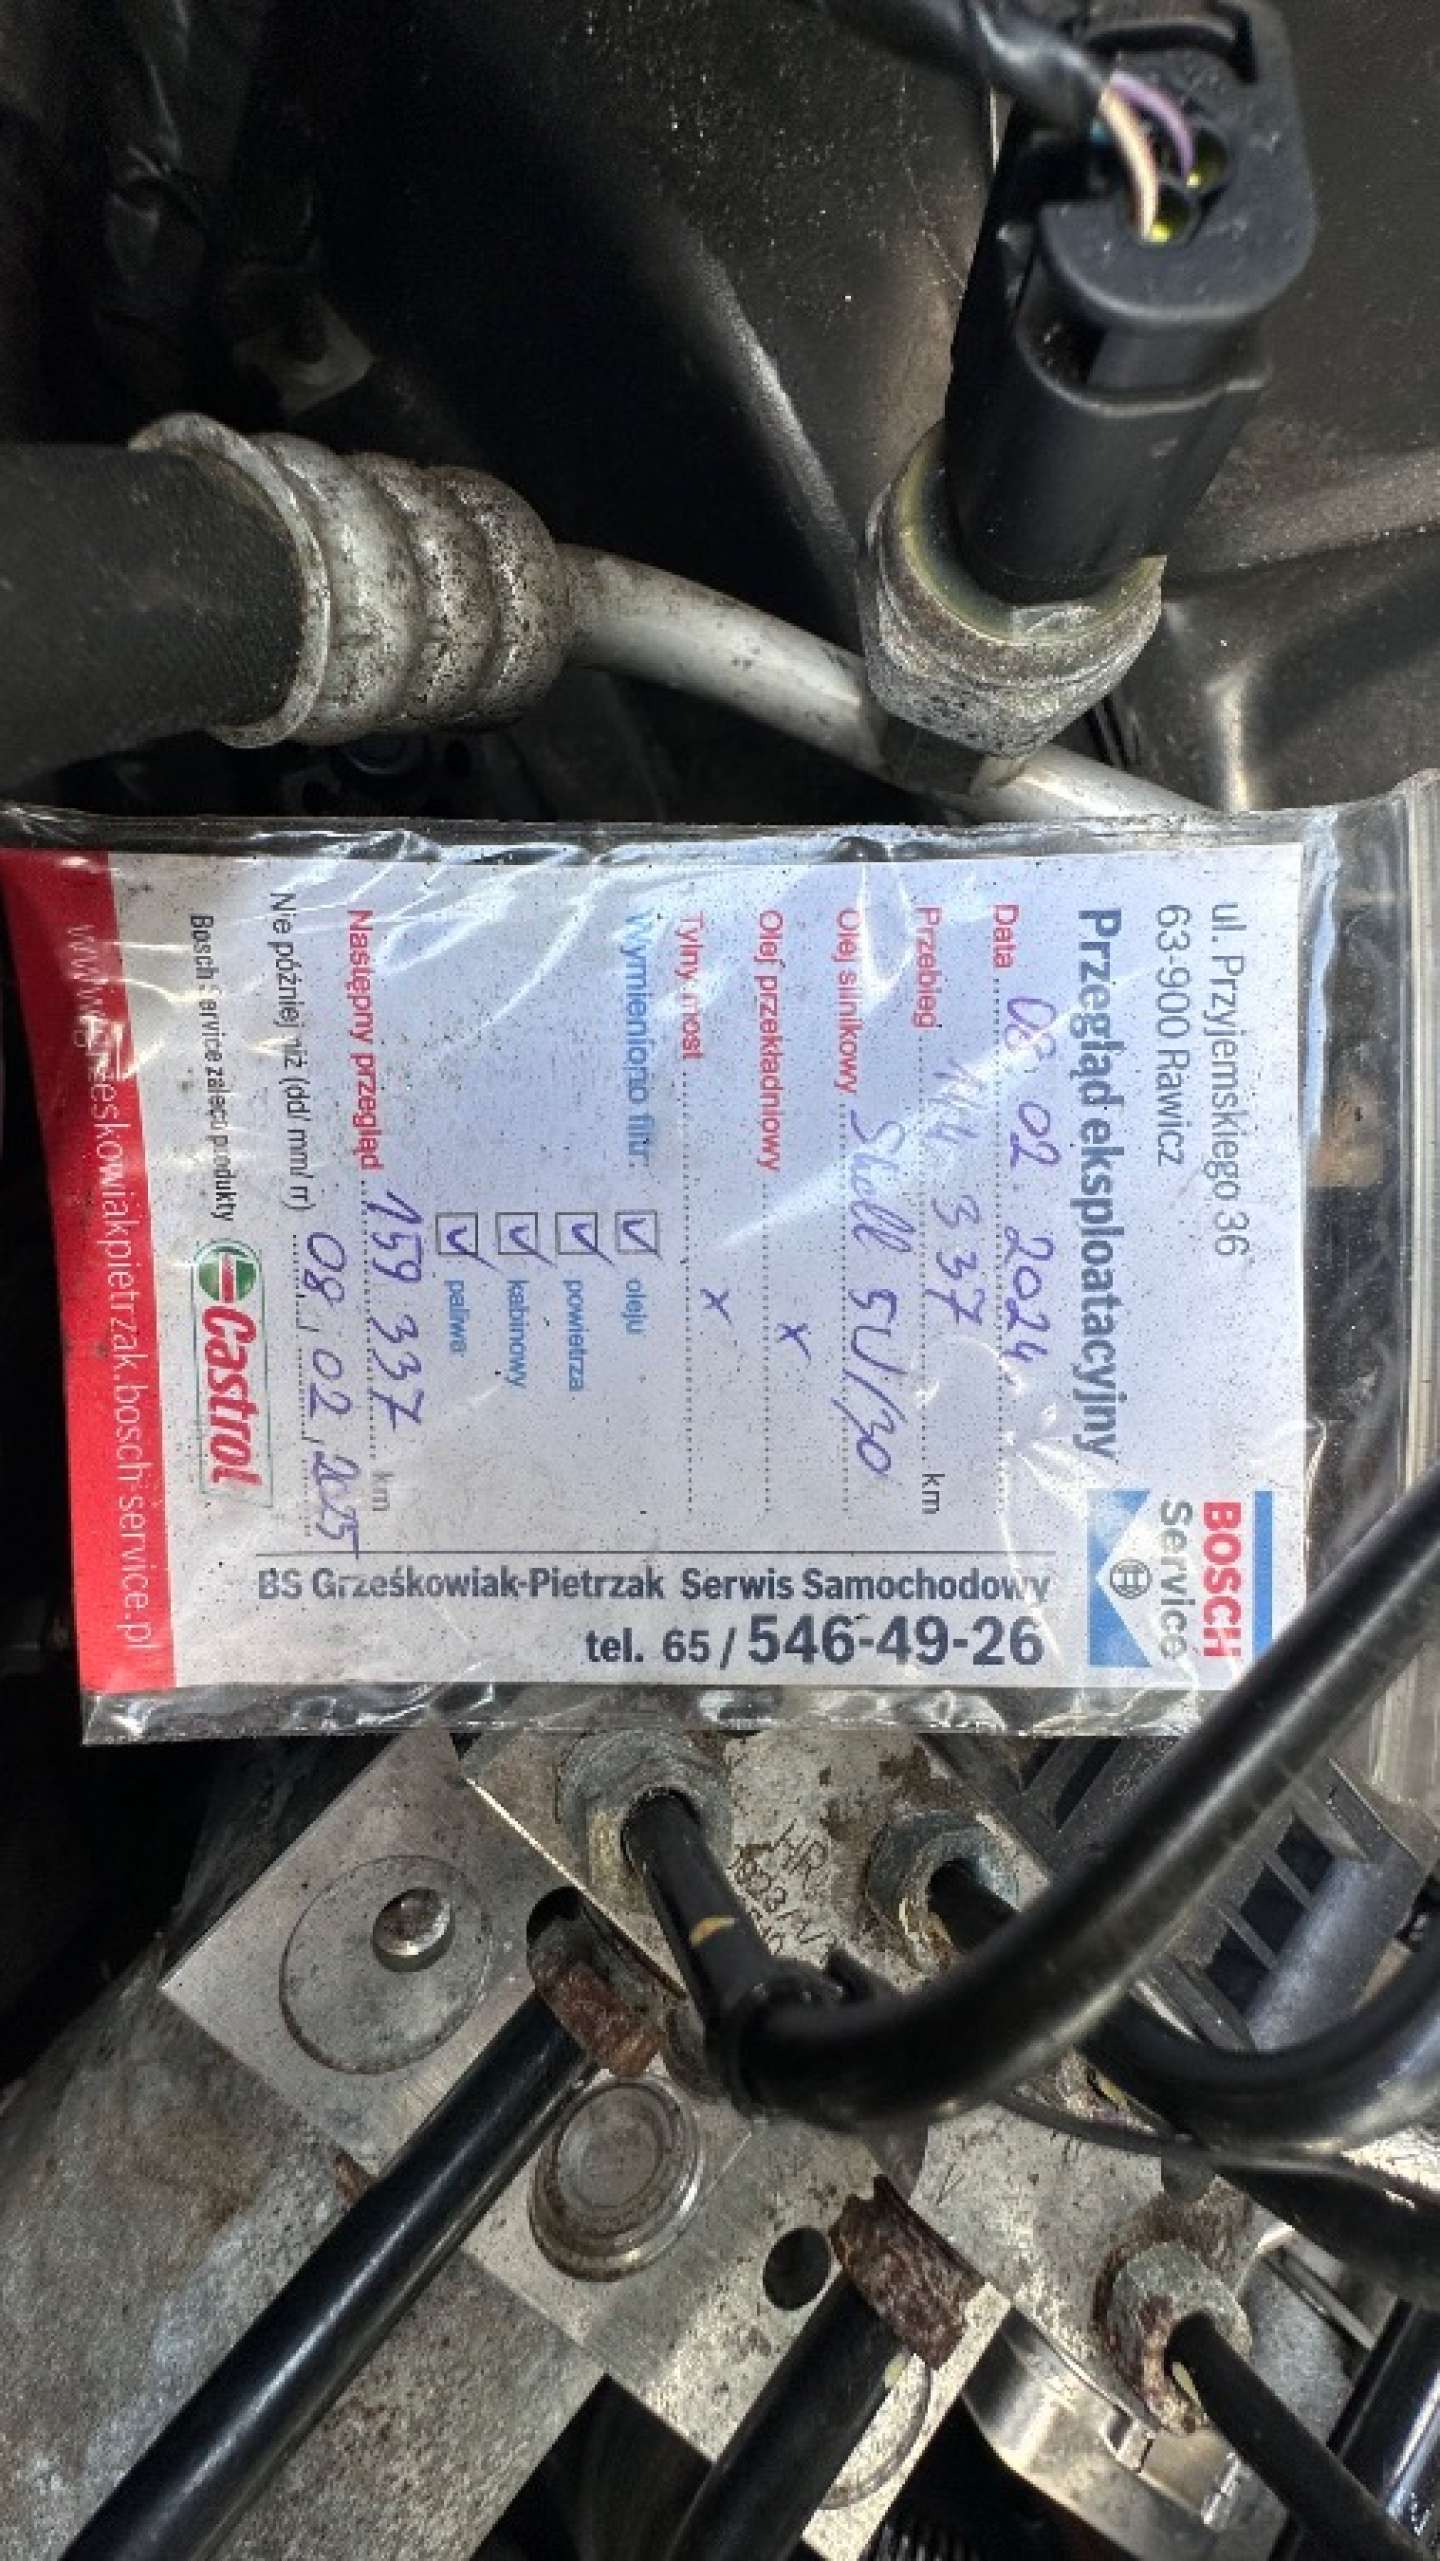 ul. Przyjemskiego 36
63-900 Rawicz
BOSCH
Service
Przegląd eksploatacyjny
Data 08 02. 2024
Przebieg 144 337 km
Olej silnikowy Shell 5W/30
Olej przekładniowy x
Tylny most x
Wymieniono filtr: oleju
powietrza
kabinowy
paliwa
Następny przegląd 159 337 km
Nie później niż (dd/ mm/ rr) 08., 02., 2025
Bosch Service zaleca produkty Castrol
www.grzeskowiakpietrzak.bosch-service.pl
BS Grześkowiak-Pietrzak Serwis Samochodowy
tel. 65 / 546-49-26
HR